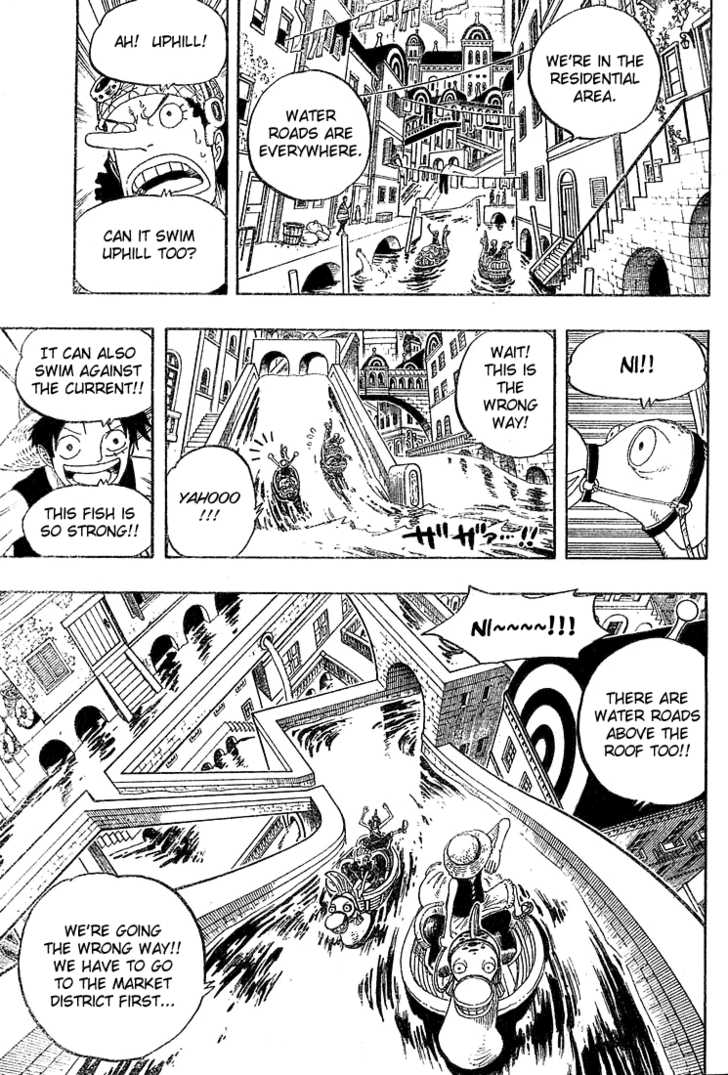 WE'RE IN THE
RESIDENTIAL
AREA.
WATER
ROADS ARE
EVERYWHERE.
AH! UPHILL!
CAN IT SWIM
UPHILL TOO?
NI!!
WAIT!
THIS IS
THE
WRONG
WAY!
YAHOOO
!!!
ザザァ…!!
IT CAN ALSO
SWIM AGAINST
THE CURRENT!!
THIS FISH IS
SO STRONG!!
NI~~~~!!!
THERE ARE
WATER ROADS
ABOVE THE
ROOF TOO!!
WE'RE GOING
THE WRONG WAY!!
WE HAVE TO GO
TO THE MARKET
DISTRICT FIRST...